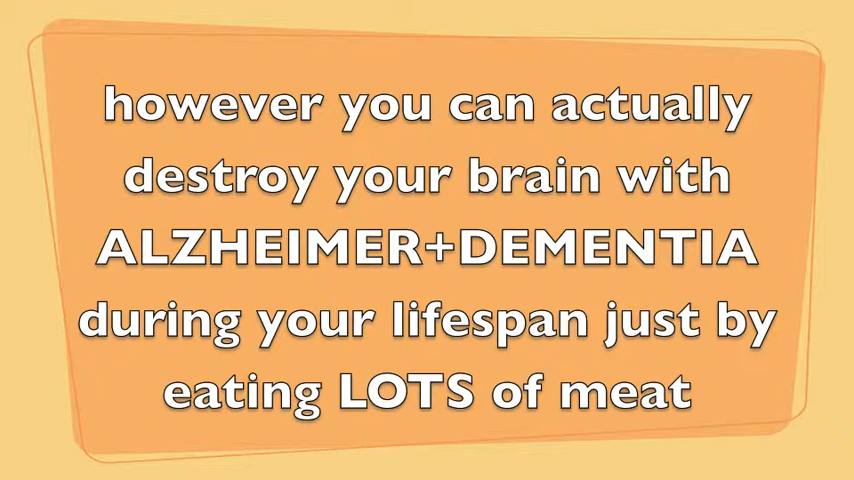 however you can actually
destroy your brain with
ALZHEIMER+DEMENTIA
during your lifespan just by
eating LOTS of meat